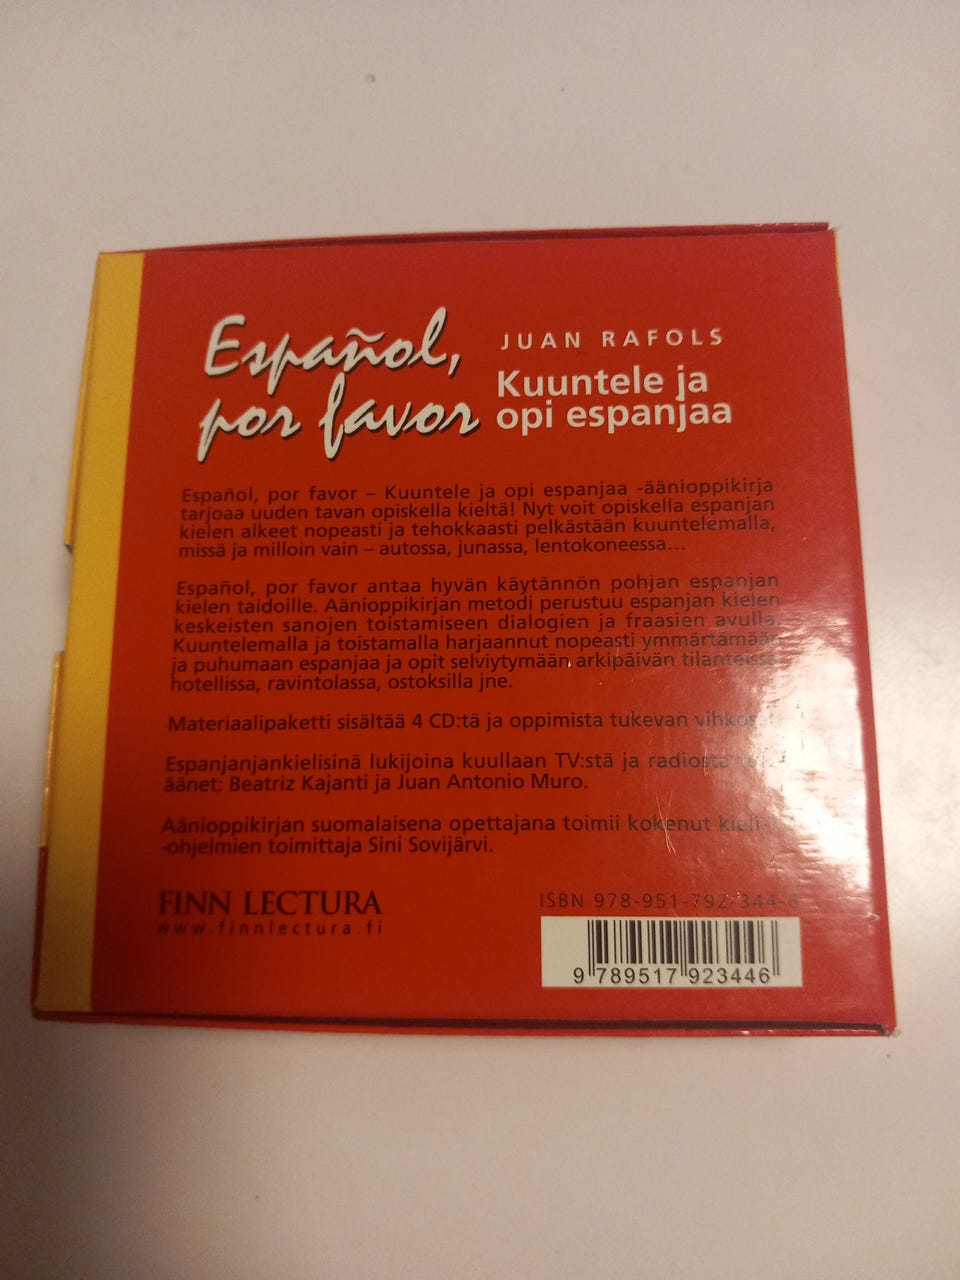 Español,
por favor
JUAN RAFOLS
Kuuntele ja
opi espanjaa
Español, por favor – Kuuntele ja opi espanjaa -äänioppikirja
tarjoaa uuden tavan opiskella kieltä! Nyt voit opiskella espanjan
kielen alkeet nopeasti ja tehokkaasti pelkästään kuuntelemalla,
missä ja milloin vain – autossa, junassa, lentokoneessa...
Español, por favor antaa hyvän käytännön pohjan espanjan
kielen taidoille. Äänioppikirjan metodi perustuu espanjan kielen
keskeisten sanojen toistamiseen dialogien ja fraasien avulla.
Kuuntelemalla ja toistamalla harjaannut nopeasti ymmärtämään
ja puhumaan espanjaa ja opit selviytymään arkipäivän tilanteissa
hotellissa, ravintolassa, ostoksilla jne.
Materiaalipaketti sisältää 4 CD:tä ja oppimista tukevan
Espanjankielisinä lukijoina kuullaan TV:stä ja radiosta
äänet: Beatriz Kajanti ja Juan Antonio Muro.
Äänioppikirjan suomalaisena opettajana toimii kokenut
-ohjelmien toimittaja Sini Sovijärvi.
FINN LECTURA
www.finnlectura.fi
ISBN 978-951-792-344-6
9 789517 923446